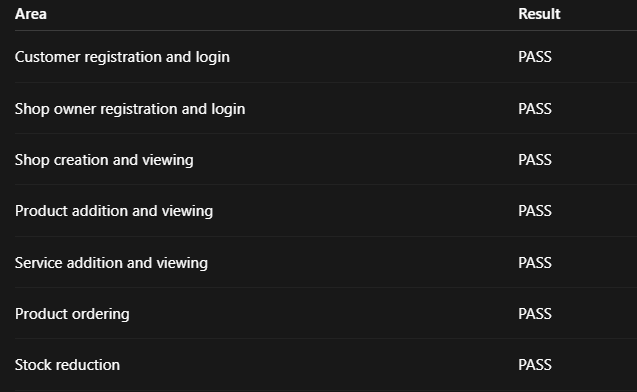 Area Result
Customer registration and login PASS
Shop owner registration and login PASS
Shop creation and viewing PASS
Product addition and viewing PASS
Service addition and viewing PASS
Product ordering PASS
Stock reduction PASS